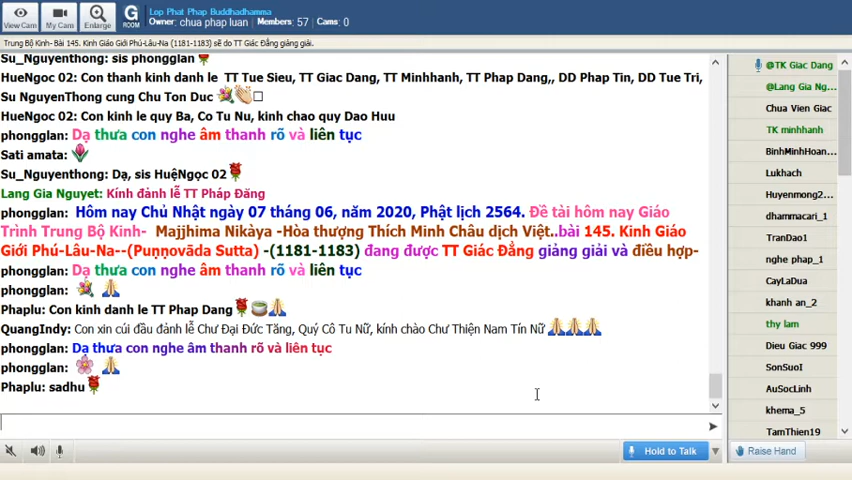 View Cam
My Cam
Enlarge
G
ROOM
Lop Phat Phap Buddhadhamma
Owner: chua phap luan Members: 57 Cams: 0
Trung Bộ Kinh- Bài 145. Kinh Giáo Giới Phú-Lâu-Na (1181-1183) sẽ do TT Giác Đẳng giảng giải.
Su_Nguyenthong: sis phongglan
HueNgoc 02: Con thanh kinh danh le TT Tue Sieu, TT Giac Dang, TT Minhhanh, TT Phap Dang,, DD Phap Tin, DD Tue Tri,
Su NguyenThong cung Chu Ton Duc
HueNgoc 02: Con kinh le quy Ba, Co Tu Nu, kinh chao quy Dao Huu
phongglan: Dạ thưa con nghe âm thanh rõ và liên tục
Sati amata:
Su_Nguyenthong: Dạ, sis HuệNgọc 02
Lang Gia Nguyet: Kính đảnh lễ TT Pháp Đăng
phongglan: Hôm nay Chủ Nhật ngày 07 tháng 06, năm 2020, Phật lịch 2564. Đề tài hôm nay Giáo
Trình Trung Bộ Kinh- Majjhima Nikàya -Hòa thượng Thích Minh Châu dịch Việt..bài 145. Kinh Giáo
Giới Phú-Lâu-Na--(Puṇṇovāda Sutta) -(1181-1183) đang được TT Giác Đẳng giảng giải và điều hợp-
phongglan: Dạ thưa con nghe âm thanh rõ và liên tục
phongglan:
Phaplu: Con kinh danh le TT Phap Dang
QuangIndy: Con xin cúi đầu đảnh lễ Chư Đại Đức Tăng, Quý Cô Tu Nữ, kính chào Chư Thiện Nam Tín Nữ
phongglan: Dạ thưa con nghe âm thanh rõ và liên tục
phongglan:
Phaplu: sadhu
@TK Giac Dang
@Lang Gia Ng...
Chua Vien Giac
TK minhhanh
BinhMinhHoan...
Lukhach
Huyenmong2...
dhammacari_1
TranDao1
nghe phap_1
CayLaDua
khanh an_2
thy lam
Dieu Giac 999
SonSuoI
AuSocLinh
khema_5
TamThien19
Hold to Talk
Raise Hand